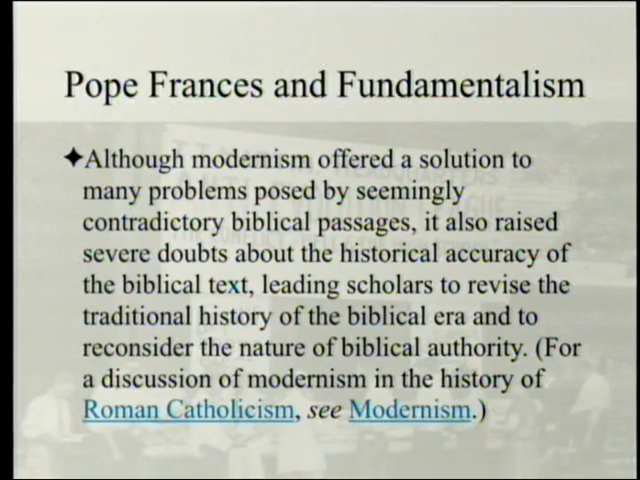 Pope Frances and Fundamentalism
✦Although modernism offered a solution to
many problems posed by seemingly
contradictory biblical passages, it also raised
severe doubts about the historical accuracy of
the biblical text, leading scholars to revise the
traditional history of the biblical era and to
reconsider the nature of biblical authority. (For
a discussion of modernism in the history of
Roman Catholicism, see Modernism.)